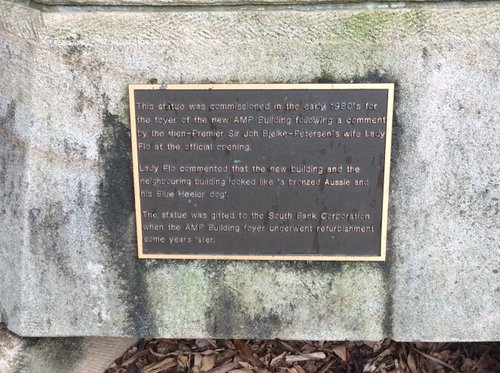 This statue was commissioned in the early 1980's for
the foyer of the new AMP Building following a comment
by the then-Premier Sir Joh Bjelke-Petersen's wife Lady
Flo at the official opening.
Lady Flo commented that the new building and the
neighbouring building looked like 'a bronzed Aussie and
his Blue Heeler dog'.
The statue was gifted to the South Bank Corporation
when the AMP Building foyer underwent refurbishment
some years later.